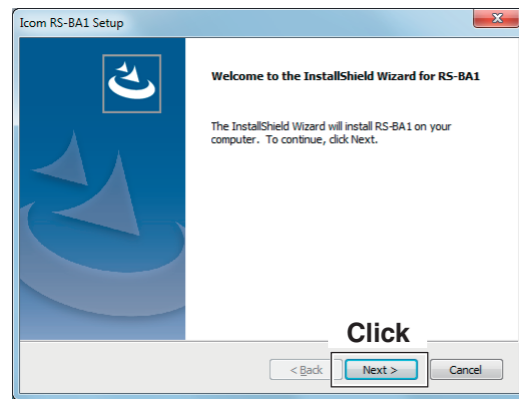 Icom RS-BA1 Setup
Welcome to the InstallShield Wizard for RS-BA1
The InstallShield Wizard will install RS-BA1 on your
computer. To continue, click Next.
Click
< Back
Next >
Cancel